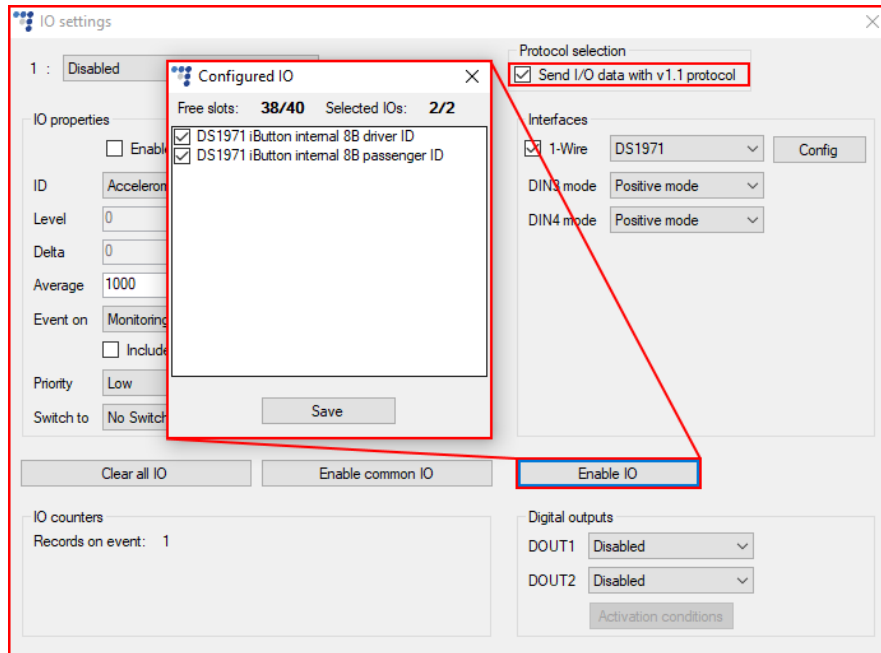 IO settings
1 : Disabled
Protocol selection
Send I/O data with v1.1 protocol
Configured IO
Free slots: 38/40 Selected IOs: 2/2
DS1971 iButton internal 8B driver ID
DS1971 iButton internal 8B passenger ID
Save
IO properties
ID
Level 0
Delta 0
Average 1000
Event on Monitoring
Include
Priority Low
Switch to No Switch
Interfaces
1-Wire DS1971 Config
DIN3 mode Positive mode
DIN4 mode Positive mode
Clear all IO Enable common IO Enable IO
IO counters
Records on event: 1
Digital outputs
DOUT1 Disabled
DOUT2 Disabled
Activation conditions